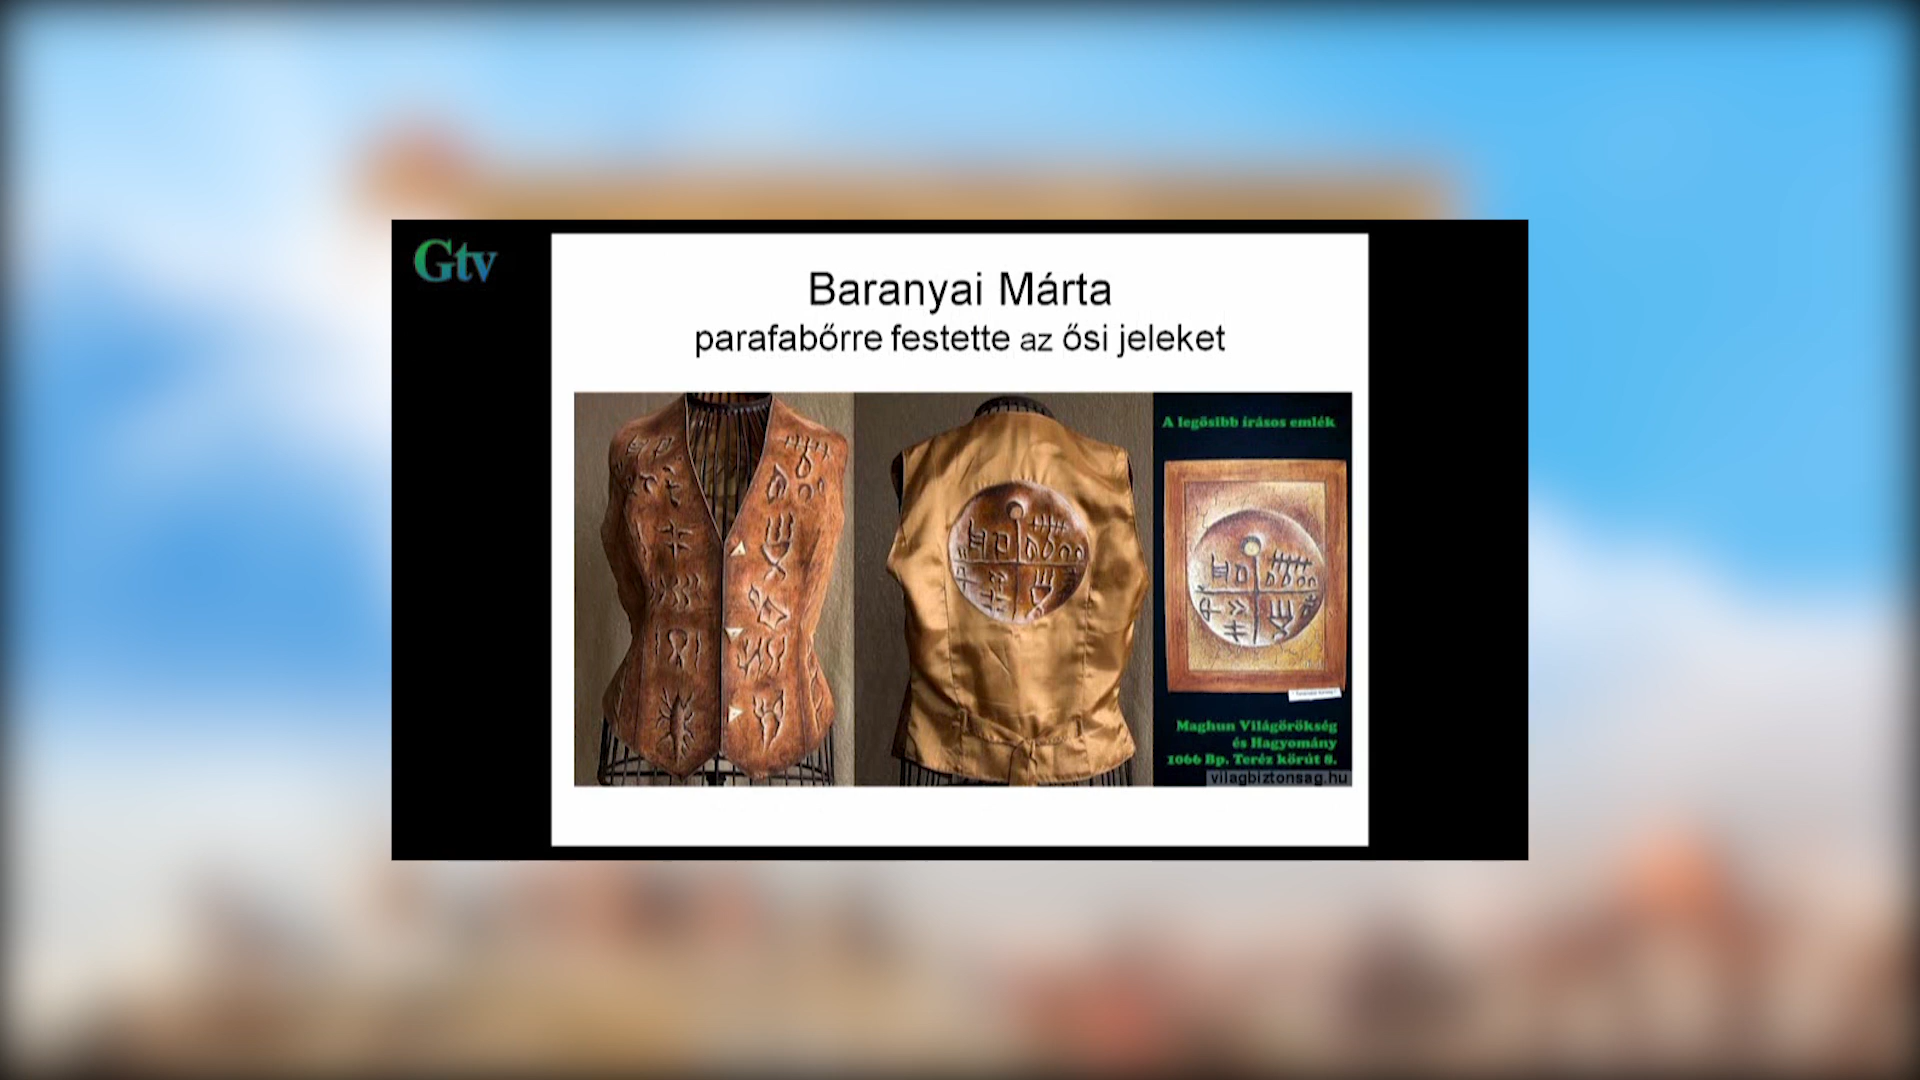 Gtv
Baranyai Márta
parafabőrre festette az ősi jeleket
A legősibb írásos emlék
Maghun Világörökség
és Hagyomány
1066 Bp. Teréz körút 8.
vilagbiztonsag.hu